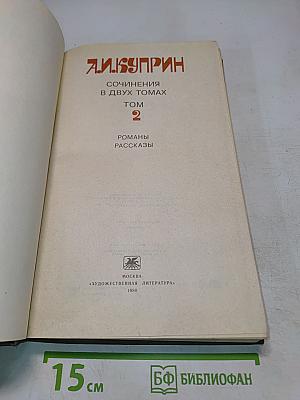 А.И.КУПРИН
СОЧИНЕНИЯ
В ДВУХ ТОМАХ
ТОМ
2
РОМАНЫ
РАССКАЗЫ
МОСКВА
«ХУДОЖЕСТВЕННАЯ ЛИТЕРАТУРА»
15 см
БФ БИБЛИОФАН